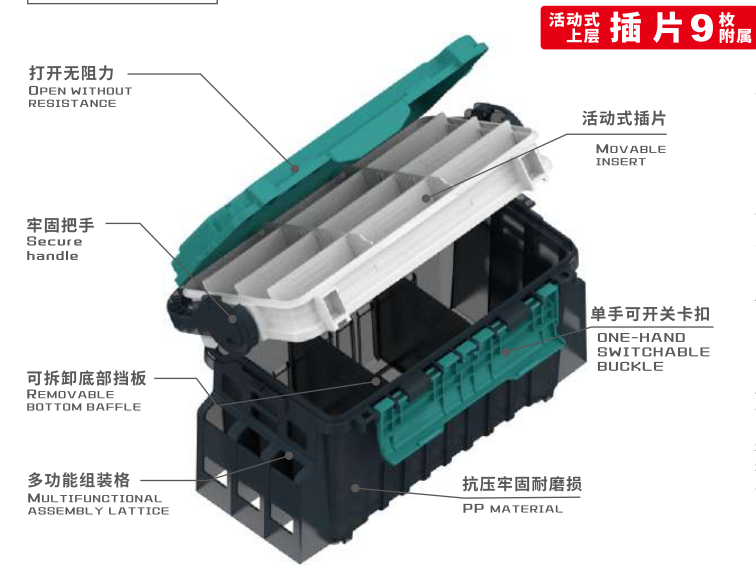 活动式
上层
插片9
枚
附属
打开无阻力
OPEN WITHOUT
RESISTANCE
活动式插片
MOVABLE
INSERT
牢固把手
Secure
handle
单手可开关卡扣
ONE-HAND
SWITCHABLE
BUCKLE
可拆卸底部挡板
REMOVABLE
BOTTOM BAFFLE
多功能组装格
MULTIFUNCTIONAL
ASSEMBLY LATTICE
抗压牢固耐磨损
PP MATERIAL